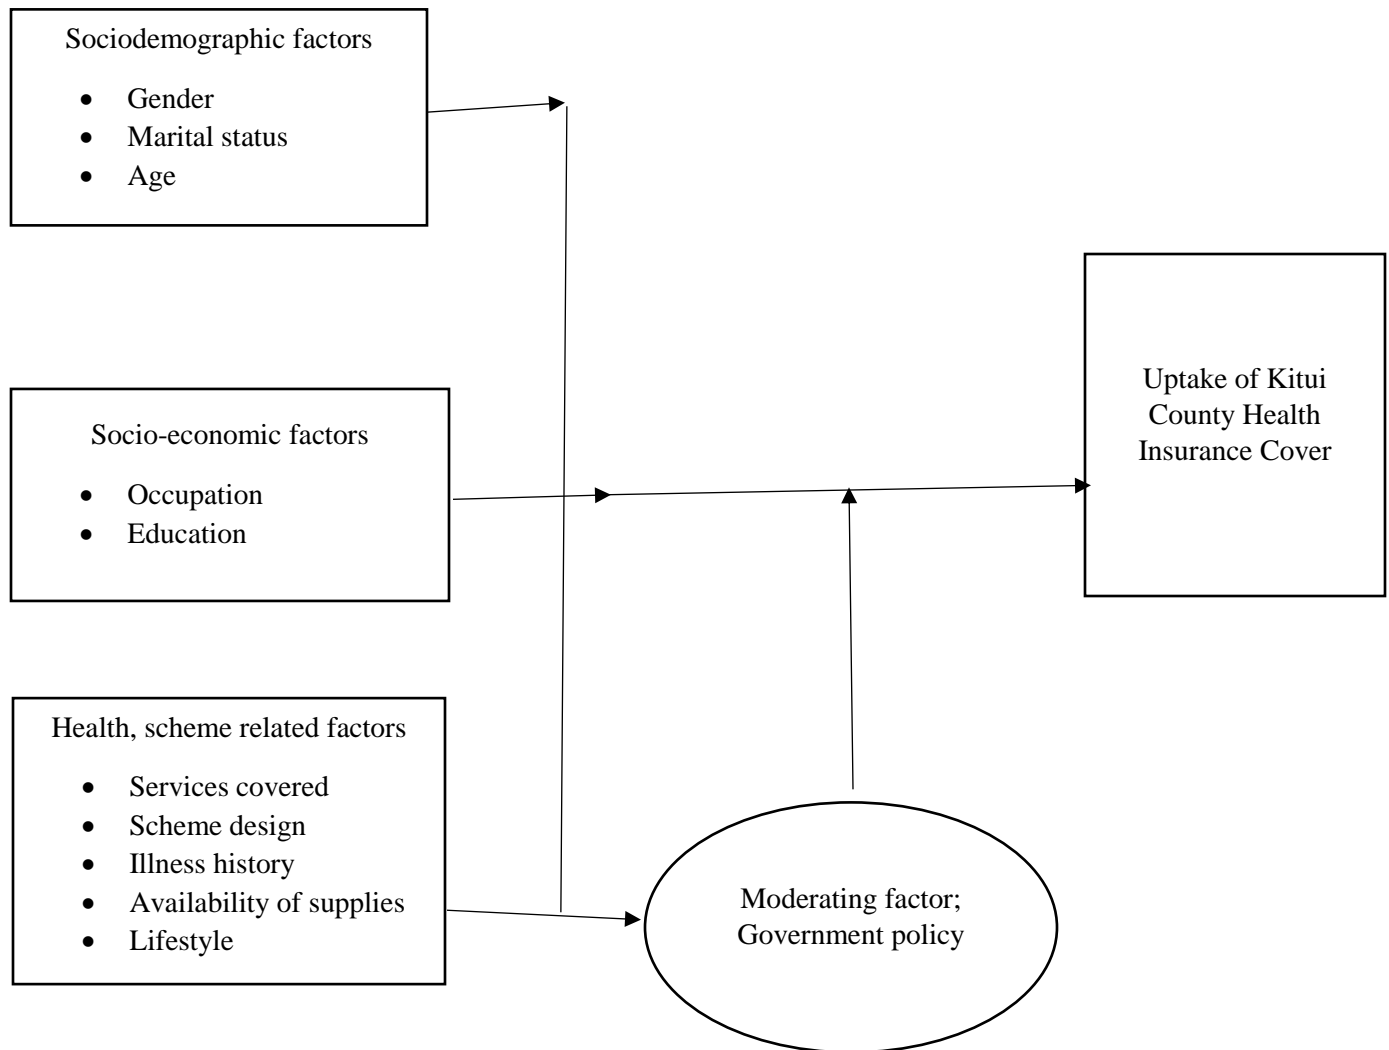 Sociodemographic factors
• Gender
• Marital status
• Age
Socio-economic factors
• Occupation
• Education
Health, scheme related factors
• Services covered
• Scheme design
• Illness history
• Availability of supplies
• Lifestyle
Moderating factor;
Government policy
Uptake of Kitui
County Health
Insurance Cover